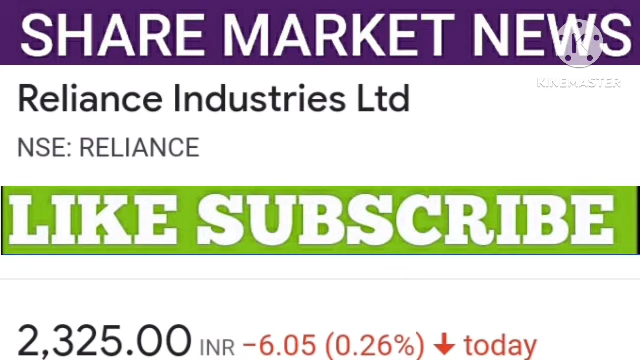 SHARE MARKET NEWS
KINEMASTER
Reliance Industries Ltd
NSE: RELIANCE
LIKE SUBSCRIBE
2,325.00 INR −6.05 (0.26%) ↓ today